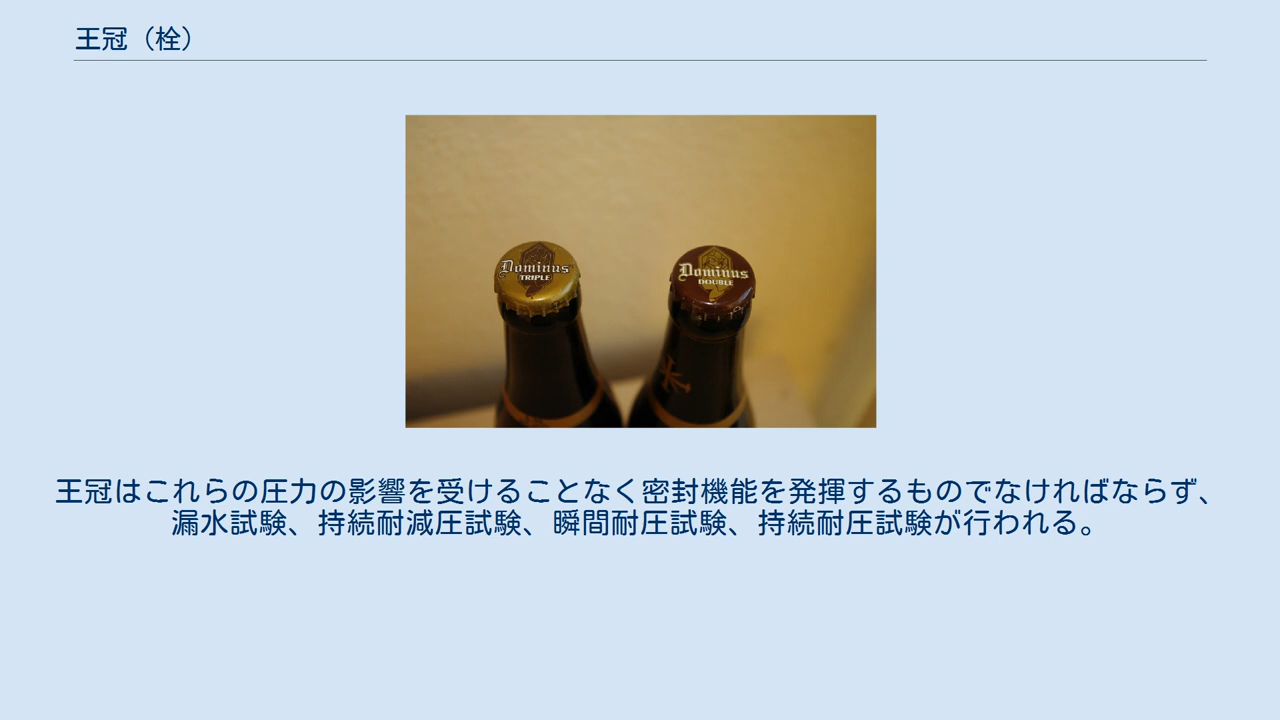 王冠（栓）
Dominus
TRIPLE
Dominus
DOUBLE
王冠はこれらの圧力の影響を受けることなく密封機能を発揮するものでなければならず、
漏水試験、持続耐減圧試験、瞬間耐圧試験、持続耐圧試験が行われる。